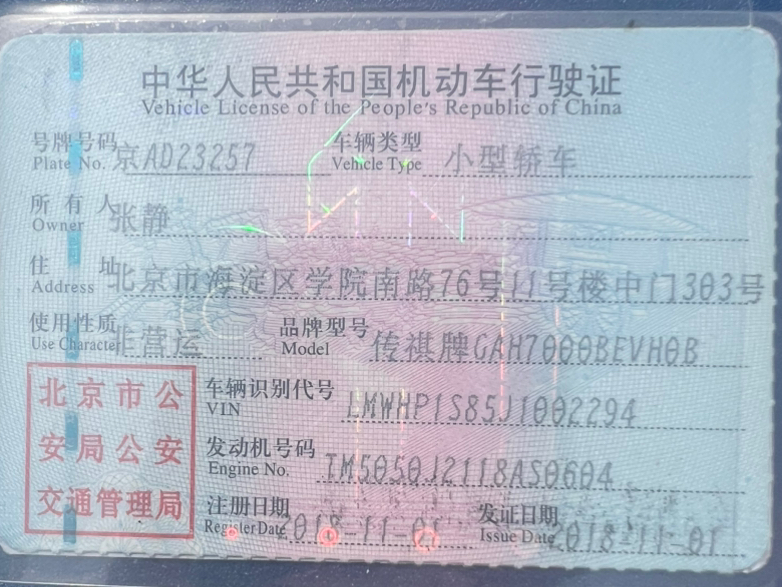 中华人民共和国机动车行驶证
Vehicle License of the People's Republic of China
号牌号码 京AD23257 车辆类型 小型轿车
Plate No. Vehicle Type
所有人 张静
Owner
住址 北京市海淀区学院南路76号11号楼中门303号
Address
使用性质 非营运 品牌型号 传祺牌GAH7000BEVH0B
Use Character Model
北京市公安局公安交通管理局
车辆识别代号 LMWHP1S85J1002294
VIN
发动机号码 TM5050J2118AS0604
Engine No.
注册日期 2018-11-01 发证日期 2018-11-01
Register Date Issue Date